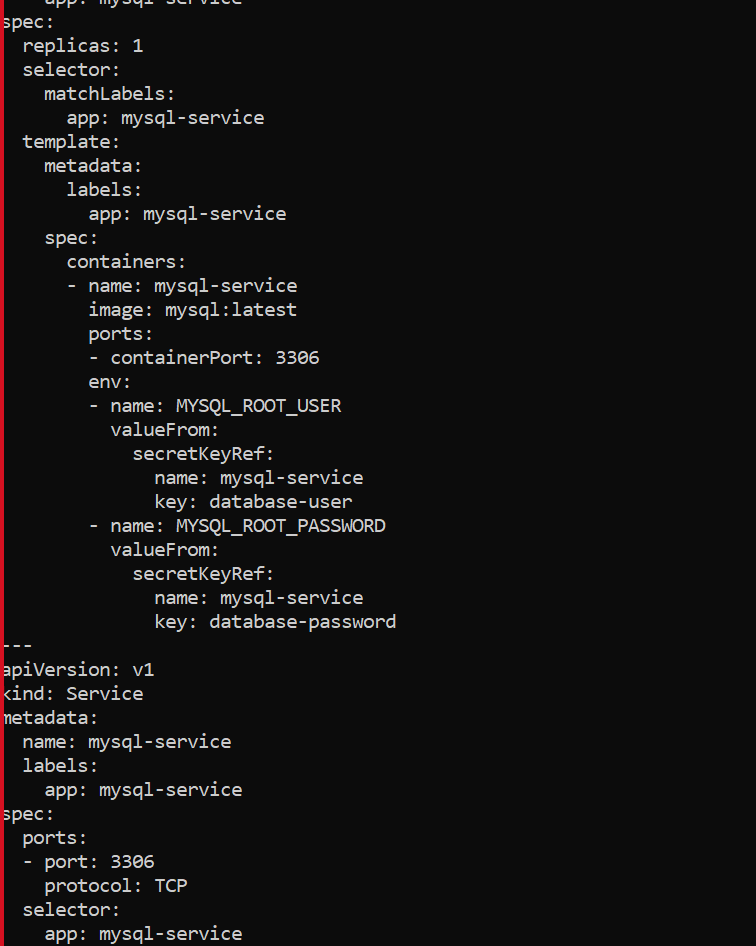 app: mysql-service
spec:
  replicas: 1
  selector:
    matchLabels:
      app: mysql-service
  template:
    metadata:
      labels:
        app: mysql-service
    spec:
      containers:
      - name: mysql-service
        image: mysql:latest
        ports:
        - containerPort: 3306
        env:
        - name: MYSQL_ROOT_USER
          valueFrom:
            secretKeyRef:
              name: mysql-service
              key: database-user
        - name: MYSQL_ROOT_PASSWORD
          valueFrom:
            secretKeyRef:
              name: mysql-service
              key: database-password
---
apiVersion: v1
kind: Service
metadata:
  name: mysql-service
  labels:
    app: mysql-service
spec:
  ports:
  - port: 3306
    protocol: TCP
  selector:
    app: mysql-service